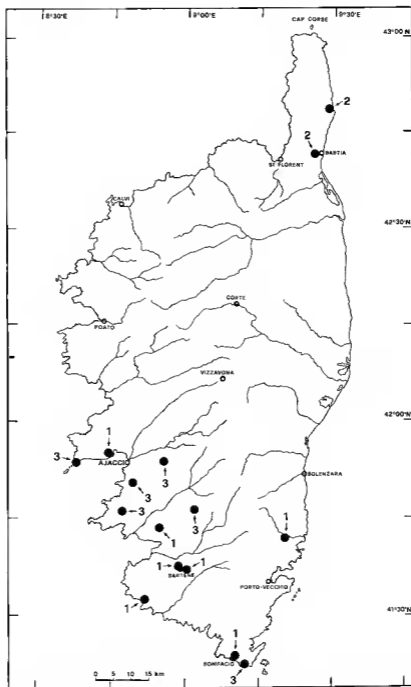 8°30'E
9°00
9°30'
CAP CORSE
43°00
2
2
BASTIA
ST FLORENT
CALVI
42°30'
CORTE
POATO
VIZZAVONA
42°00
1
3
AJACCIO
3
3
3
3
SOLENZARA
1
1
1
1
SARTENE
PORTO-VECCHIO
1
41°30'N
1
BONIFACIO
3
0 5 10 15 km